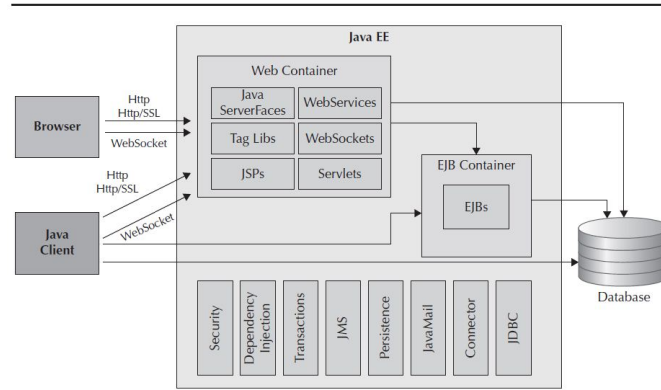 Java EE
Web Container
Java
ServerFaces
WebServices
Tag Libs
WebSockets
JSPs
Servlets
Browser
Http
Http/SSL
WebSocket
Http
Http/SSL
WebSocket
Java
Client
EJB Container
EJBs
Database
Security
Dependency
Injection
Transactions
JMS
Persistence
JavaMail
Connector
JDBC